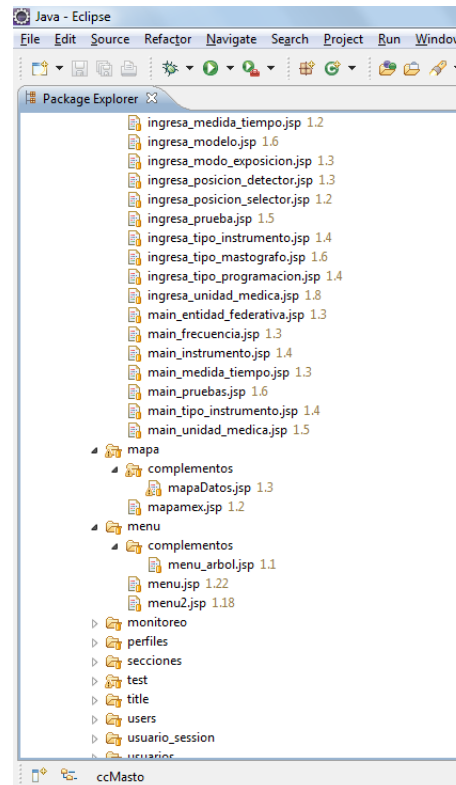 Java - Eclipse
File Edit Source Refactor Navigate Search Project Run Window
Package Explorer
ingresa_medida_tiempo.jsp 1.2
ingresa_modelo.jsp 1.6
ingresa_modo_exposicion.jsp 1.3
ingresa_posicion_detector.jsp 1.3
ingresa_posicion_selector.jsp 1.2
ingresa_prueba.jsp 1.5
ingresa_tipo_instrumento.jsp 1.4
ingresa_tipo_mastografo.jsp 1.6
ingresa_tipo_programacion.jsp 1.4
ingresa_unidad_medica.jsp 1.8
main_entidad_federativa.jsp 1.3
main_frecuencia.jsp 1.3
main_instrumento.jsp 1.4
main_medida_tiempo.jsp 1.3
main_pruebas.jsp 1.6
main_tipo_instrumento.jsp 1.4
main_unidad_medica.jsp 1.5
mapa
complementos
mapaDatos.jsp 1.3
mapamex.jsp 1.2
menu
complementos
menu_arbol.jsp 1.1
menu.jsp 1.22
menu2.jsp 1.18
monitoreo
perfiles
secciones
test
title
users
usuario_session
usuarios
ccMasto